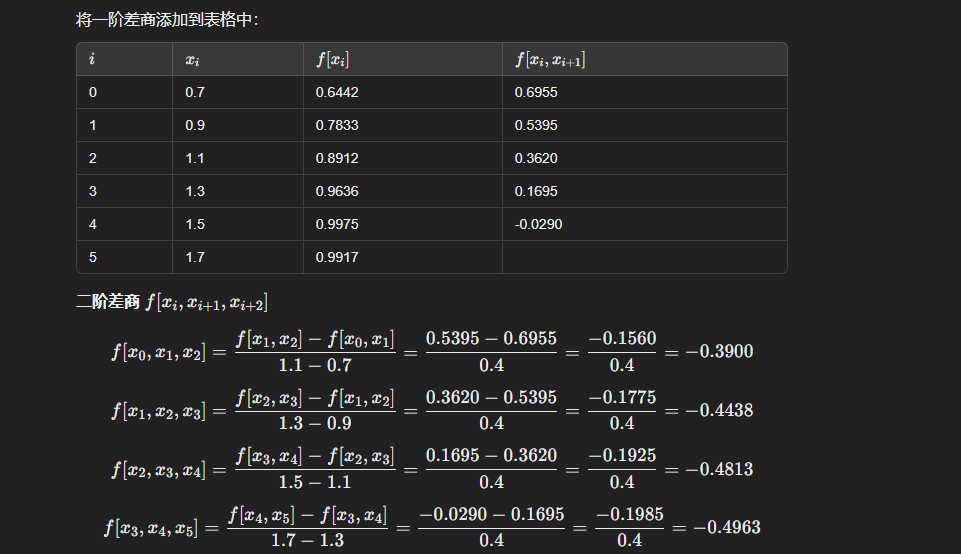 将一阶差商添加到表格中：
i x_i f[x_i] f[x_i, x_{i+1}]
0 0.7 0.6442 0.6955
1 0.9 0.7833 0.5395
2 1.1 0.8912 0.3620
3 1.3 0.9636 0.1695
4 1.5 0.9975 -0.0290
5 1.7 0.9917
二阶差商 f[x_i, x_{i+1}, x_{i+2}]
f[x_0, x_1, x_2] = \frac{f[x_1, x_2] - f[x_0, x_1]}{1.1 - 0.7} = \frac{0.5395 - 0.6955}{0.4} = \frac{-0.1560}{0.4} = -0.3900
f[x_1, x_2, x_3] = \frac{f[x_2, x_3] - f[x_1, x_2]}{1.3 - 0.9} = \frac{0.3620 - 0.5395}{0.4} = \frac{-0.1775}{0.4} = -0.4438
f[x_2, x_3, x_4] = \frac{f[x_3, x_4] - f[x_2, x_3]}{1.5 - 1.1} = \frac{0.1695 - 0.3620}{0.4} = \frac{-0.1925}{0.4} = -0.4813
f[x_3, x_4, x_5] = \frac{f[x_4, x_5] - f[x_3, x_4]}{1.7 - 1.3} = \frac{-0.0290 - 0.1695}{0.4} = \frac{-0.1985}{0.4} = -0.4963